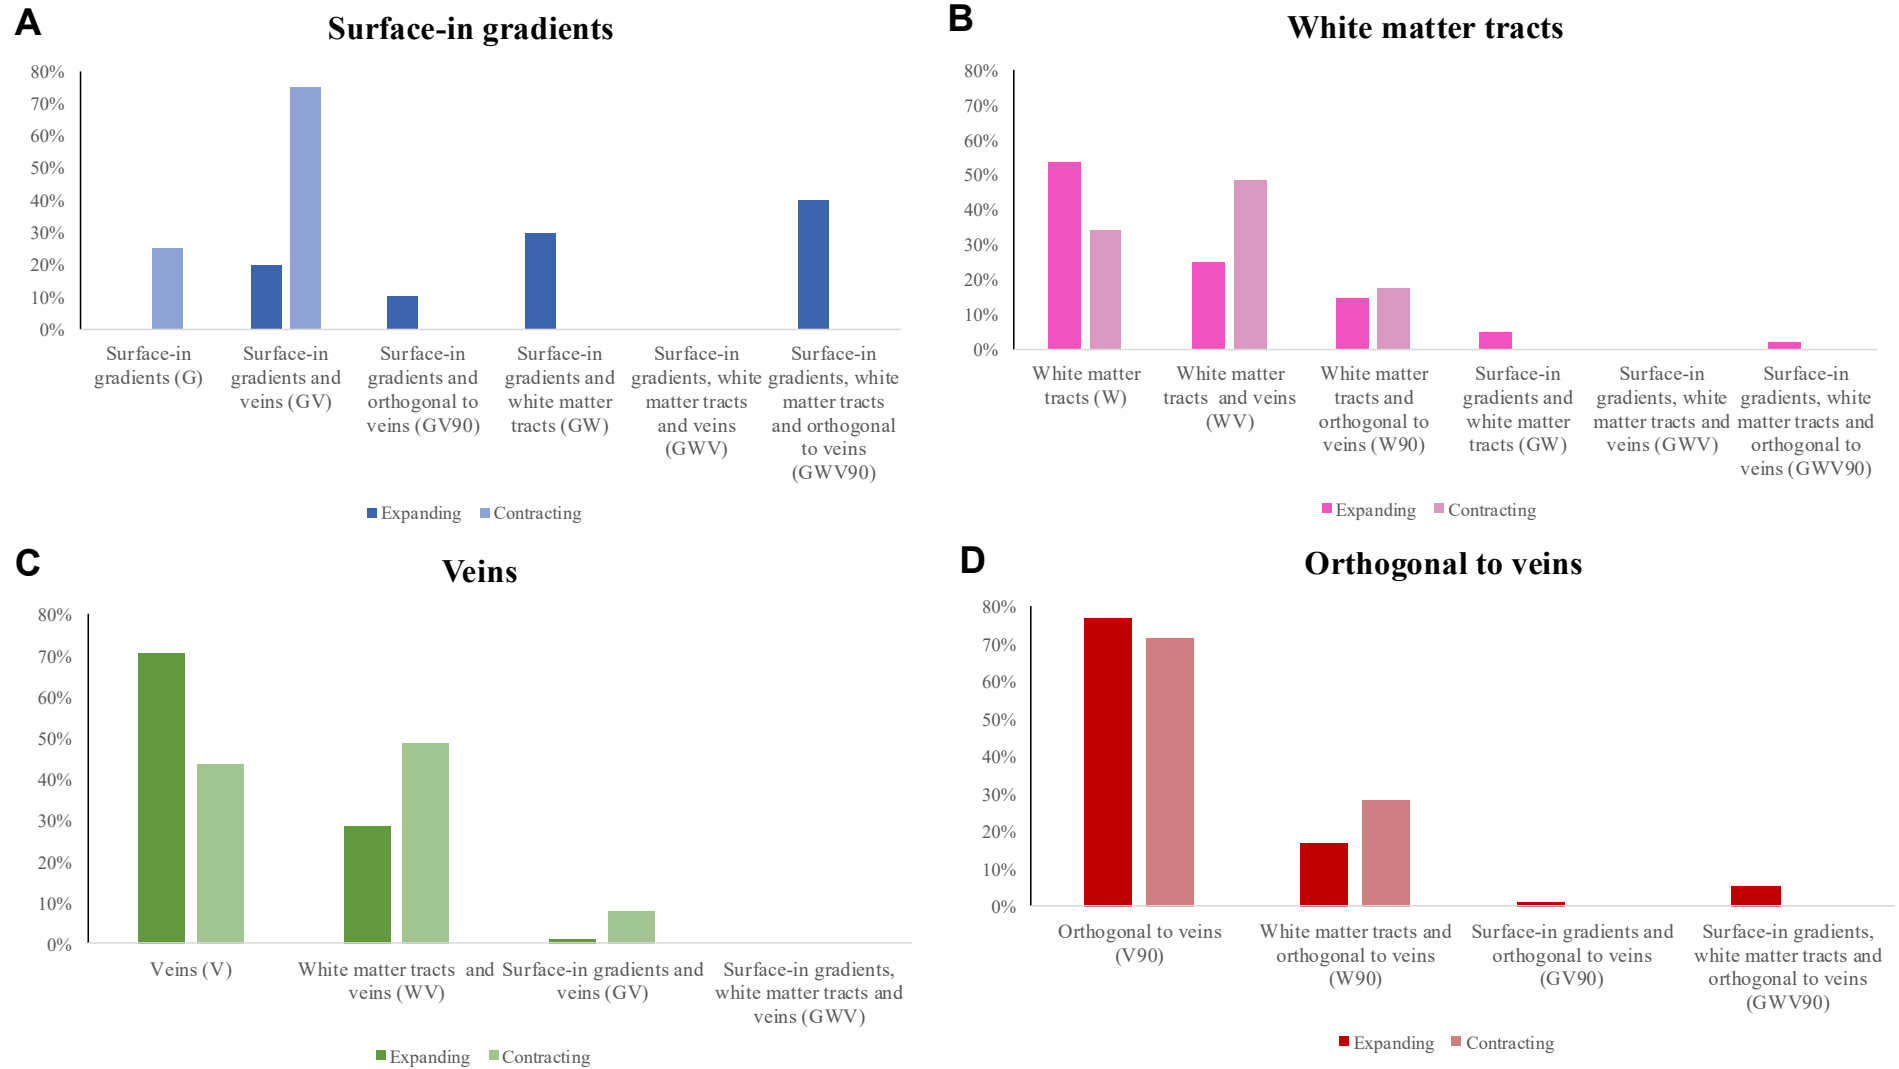 A
Surface-in gradients
80%
70%
60%
50%
40%
30%
20%
10%
0%
Surface-in
gradients (G)
Surface-in
gradients and
veins (GV)
Surface-in
gradients and
orthogonal to
veins (GV90)
Surface-in
gradients and
white matter
tracts (GW)
Surface-in
gradients, white
matter tracts
and veins
(GWV)
Surface-in
gradients, white
matter tracts
and orthogonal
to veins
(GWV90)
Expanding
Contracting
B
White matter tracts
80%
70%
60%
50%
40%
30%
20%
10%
0%
White matter
tracts (W)
White matter
tracts and veins
(WV)
White matter
tracts and
orthogonal to
veins (W90)
Surface-in
gradients and
white matter
tracts (GW)
Surface-in
gradients, white
matter tracts and
veins (GWV)
Surface-in
gradients, white
matter tracts and
orthogonal to
veins (GWV90)
Expanding
Contracting
C
Veins
80%
70%
60%
50%
40%
30%
20%
10%
0%
Veins (V)
White matter tracts and
veins (WV)
Surface-in gradients and
veins (GV)
Surface-in gradients,
white matter tracts and
veins (GWV)
Expanding
Contracting
D
Orthogonal to veins
80%
70%
60%
50%
40%
30%
20%
10%
0%
Orthogonal to veins
(V90)
White matter tracts and
orthogonal to veins
(W90)
Surface-in gradients and
orthogonal to veins
(GV90)
Surface-in gradients,
white matter tracts and
orthogonal to veins
(GWV90)
Expanding
Contracting